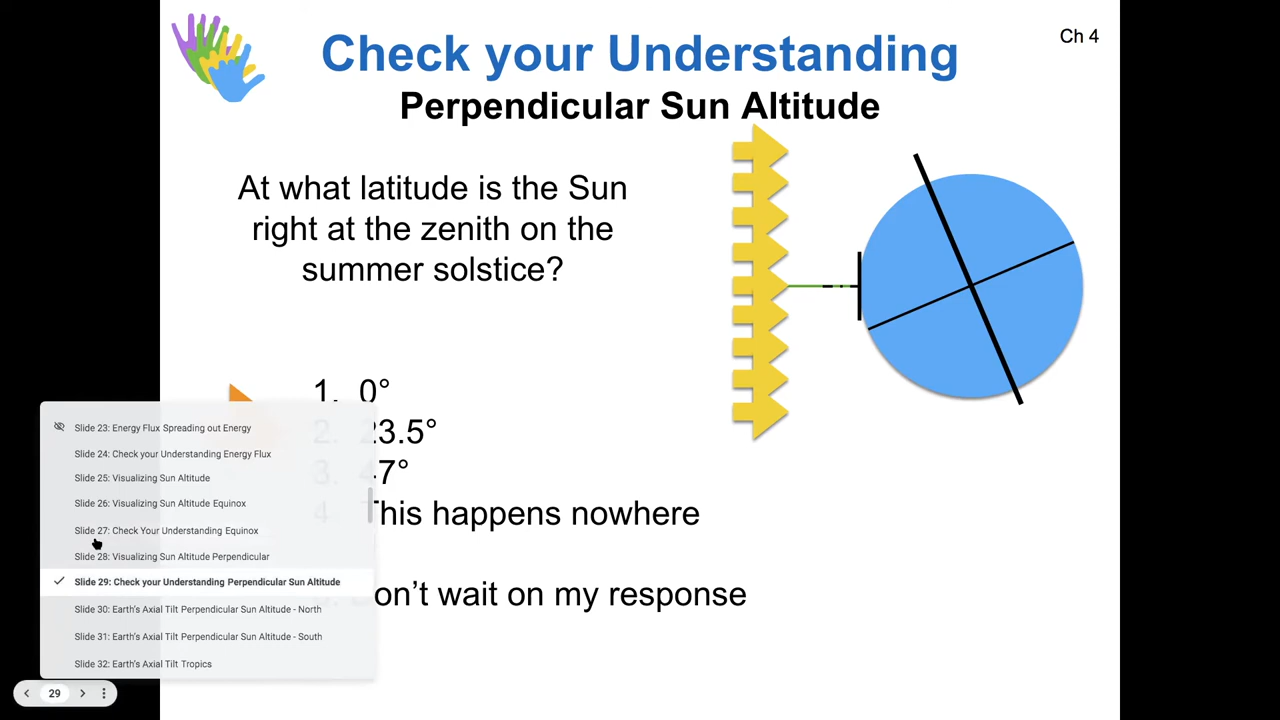 Check your Understanding
Ch 4
Perpendicular Sun Altitude
At what latitude is the Sun
right at the zenith on the
summer solstice?
1. 0°
2. 23.5°
3. 47°
4. This happens nowhere
Don't wait on my response
Slide 23: Energy Flux Spreading out Energy
Slide 24: Check your Understanding Energy Flux
Slide 25: Visualizing Sun Altitude
Slide 26: Visualizing Sun Altitude Equinox
Slide 27: Check Your Understanding Equinox
Slide 28: Visualizing Sun Altitude Perpendicular
Slide 29: Check your Understanding Perpendicular Sun Altitude
Slide 30: Earth's Axial Tilt Perpendicular Sun Altitude - North
Slide 31: Earth's Axial Tilt Perpendicular Sun Altitude - South
Slide 32: Earth's Axial Tilt Tropics
29